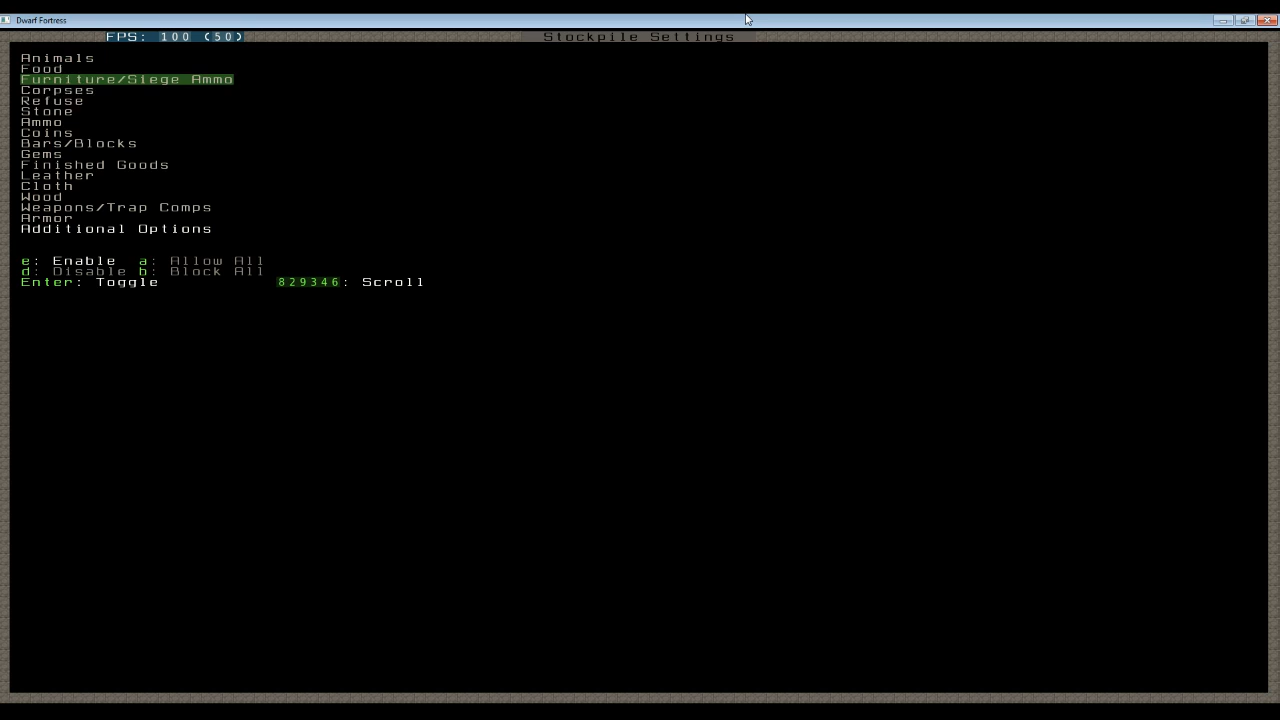 Dwarf Fortress
FPS: 100 (50) Stockpile Settings
Animals
Food
Furniture/Siege Ammo
Corpses
Refuse
Stone
Ammo
Coins
Bars/Blocks
Gems
Finished Goods
Leather
Cloth
Wood
Weapons/Trap Comps
Armor
Additional Options
e: Enable a: Allow All
d: Disable b: Block All
Enter: Toggle 829346: Scroll